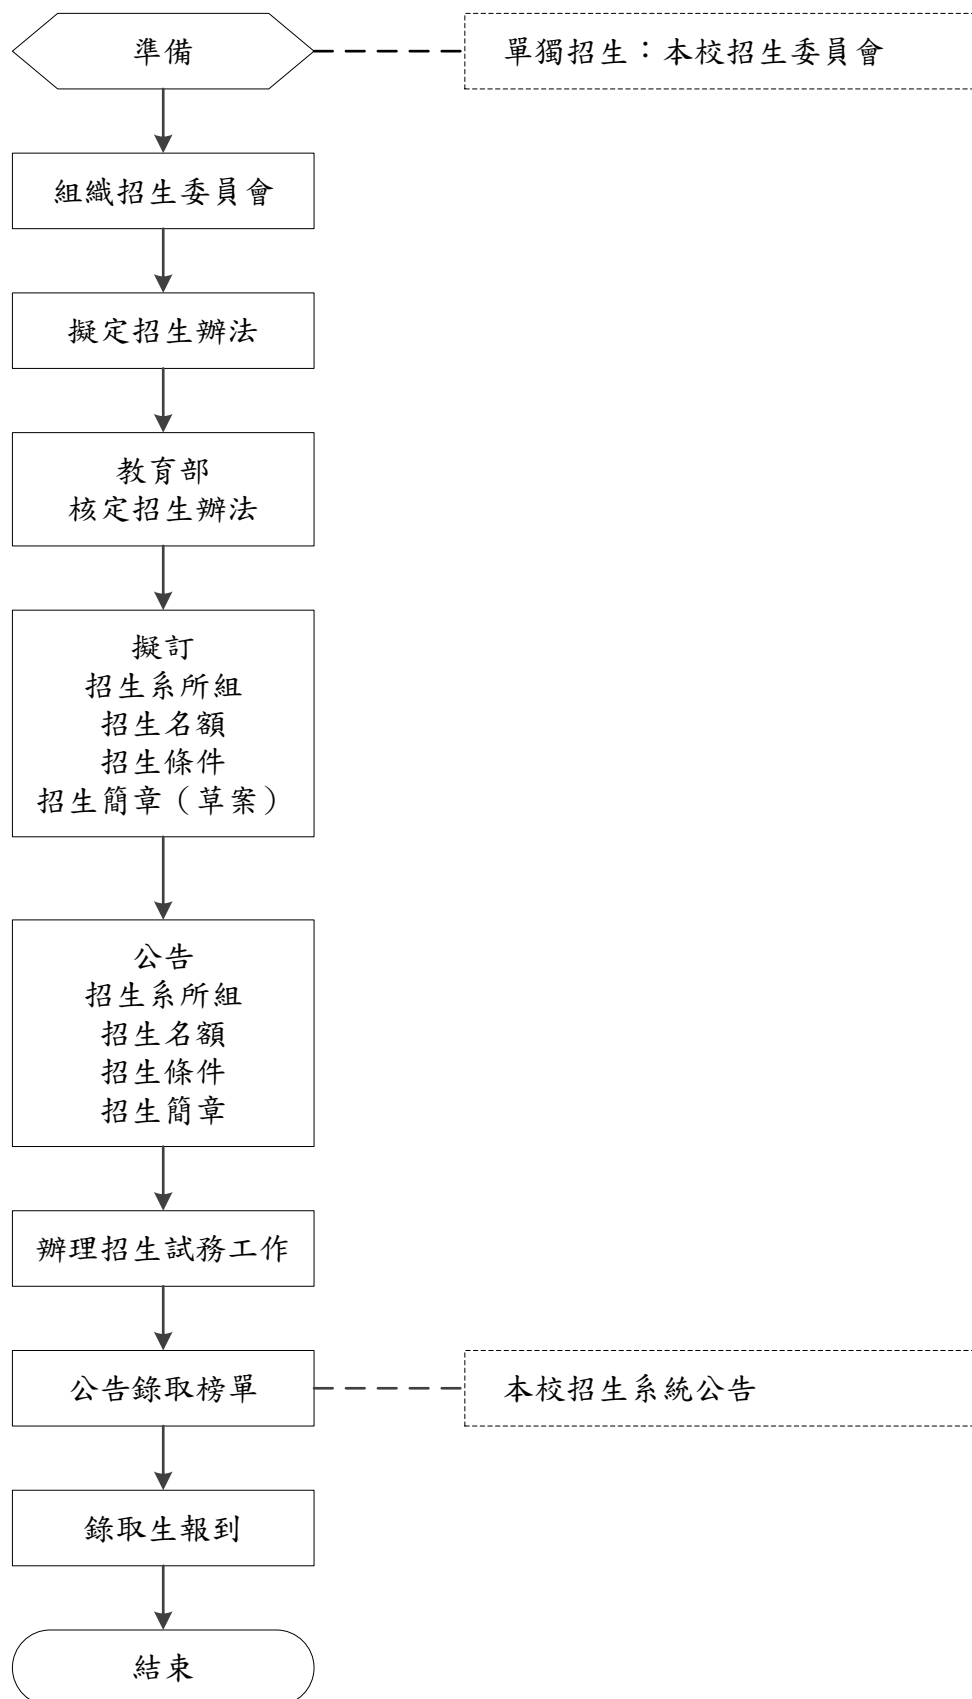 準備
單獨招生：本校招生委員會
組織招生委員會
擬定招生辦法
教育部
核定招生辦法
擬訂
招生系所組
招生名額
招生條件
招生簡章（草案）
公告
招生系所組
招生名額
招生條件
招生簡章
辦理招生試務工作
公告錄取榜單
本校招生系統公告
錄取生報到
結束